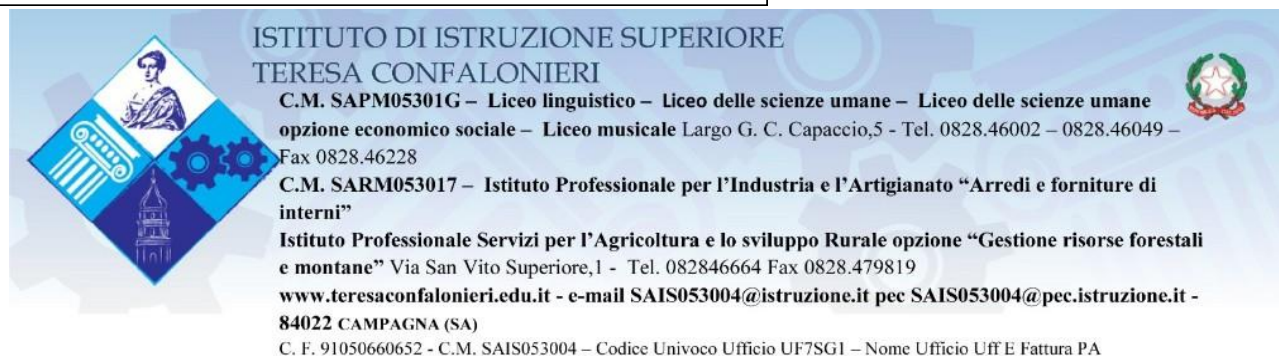 ISTITUTO DI ISTRUZIONE SUPERIORE
TERESA CONFALONIERI
C.M. SAPM05301G – Liceo linguistico – Liceo delle scienze umane – Liceo delle scienze umane
opzione economico sociale – Liceo musicale Largo G. C. Capaccio,5 - Tel. 0828.46002 – 0828.46049 –
Fax 0828.46228
C.M. SARM053017 – Istituto Professionale per l’Industria e l’Artigianato “Arredi e forniture di
interni”
Istituto Professionale Servizi per l’Agricoltura e lo sviluppo Rurale opzione “Gestione risorse forestali
e montane” Via San Vito Superiore,1 - Tel. 082846664 Fax 0828.479819
www.teresaconfalonieri.edu.it - e-mail SAIS053004@istruzione.it pec SAIS053004@pec.istruzione.it -
84022 CAMPAGNA (SA)
C. F. 91050660652 - C.M. SAIS053004 – Codice Univoco Ufficio UF7SG1 – Nome Ufficio Uff E Fattura PA